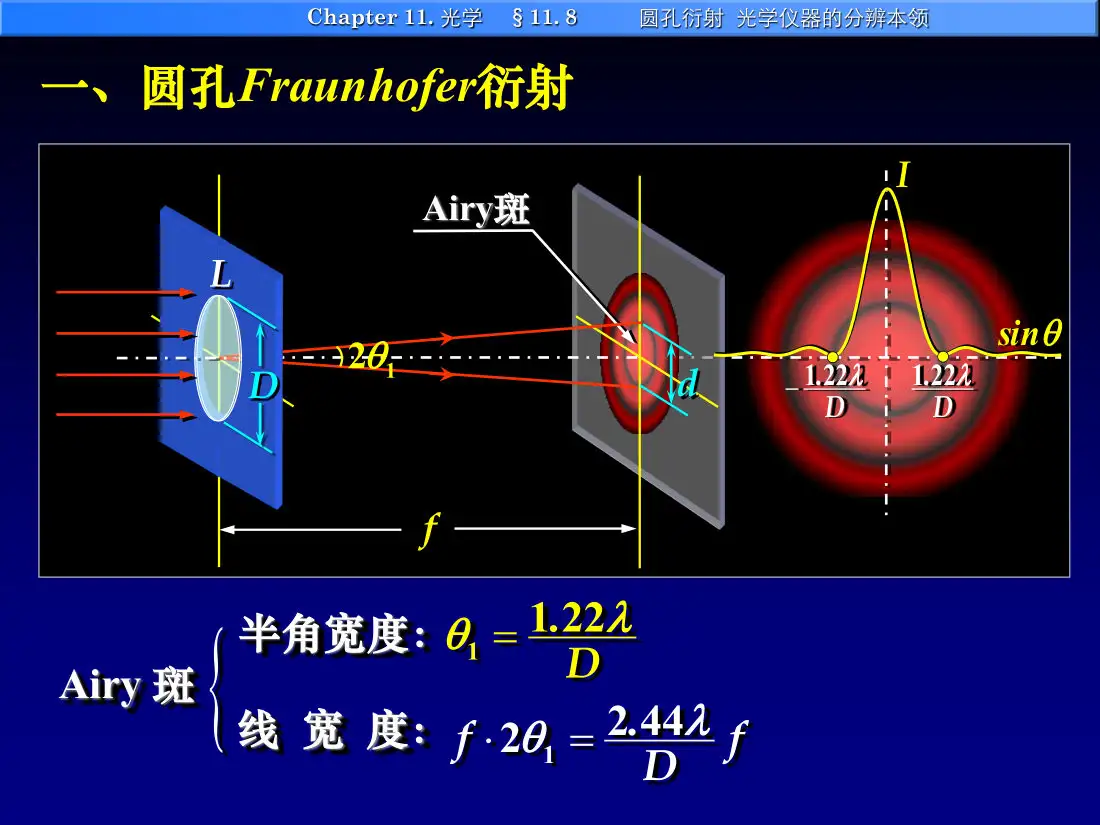 Chapter 11. 光学 §11. 8 圆孔衍射 光学仪器的分辨本领
一、圆孔Fraunhofer衍射
I
Airy斑
L
sinθ
2θ₁
D
d
-1.22λ/D
1.22λ/D
f
半角宽度：θ₁ = 1.22λ/D
Airy 斑
线 宽 度：f · 2θ₁ = 2.44λ/D f